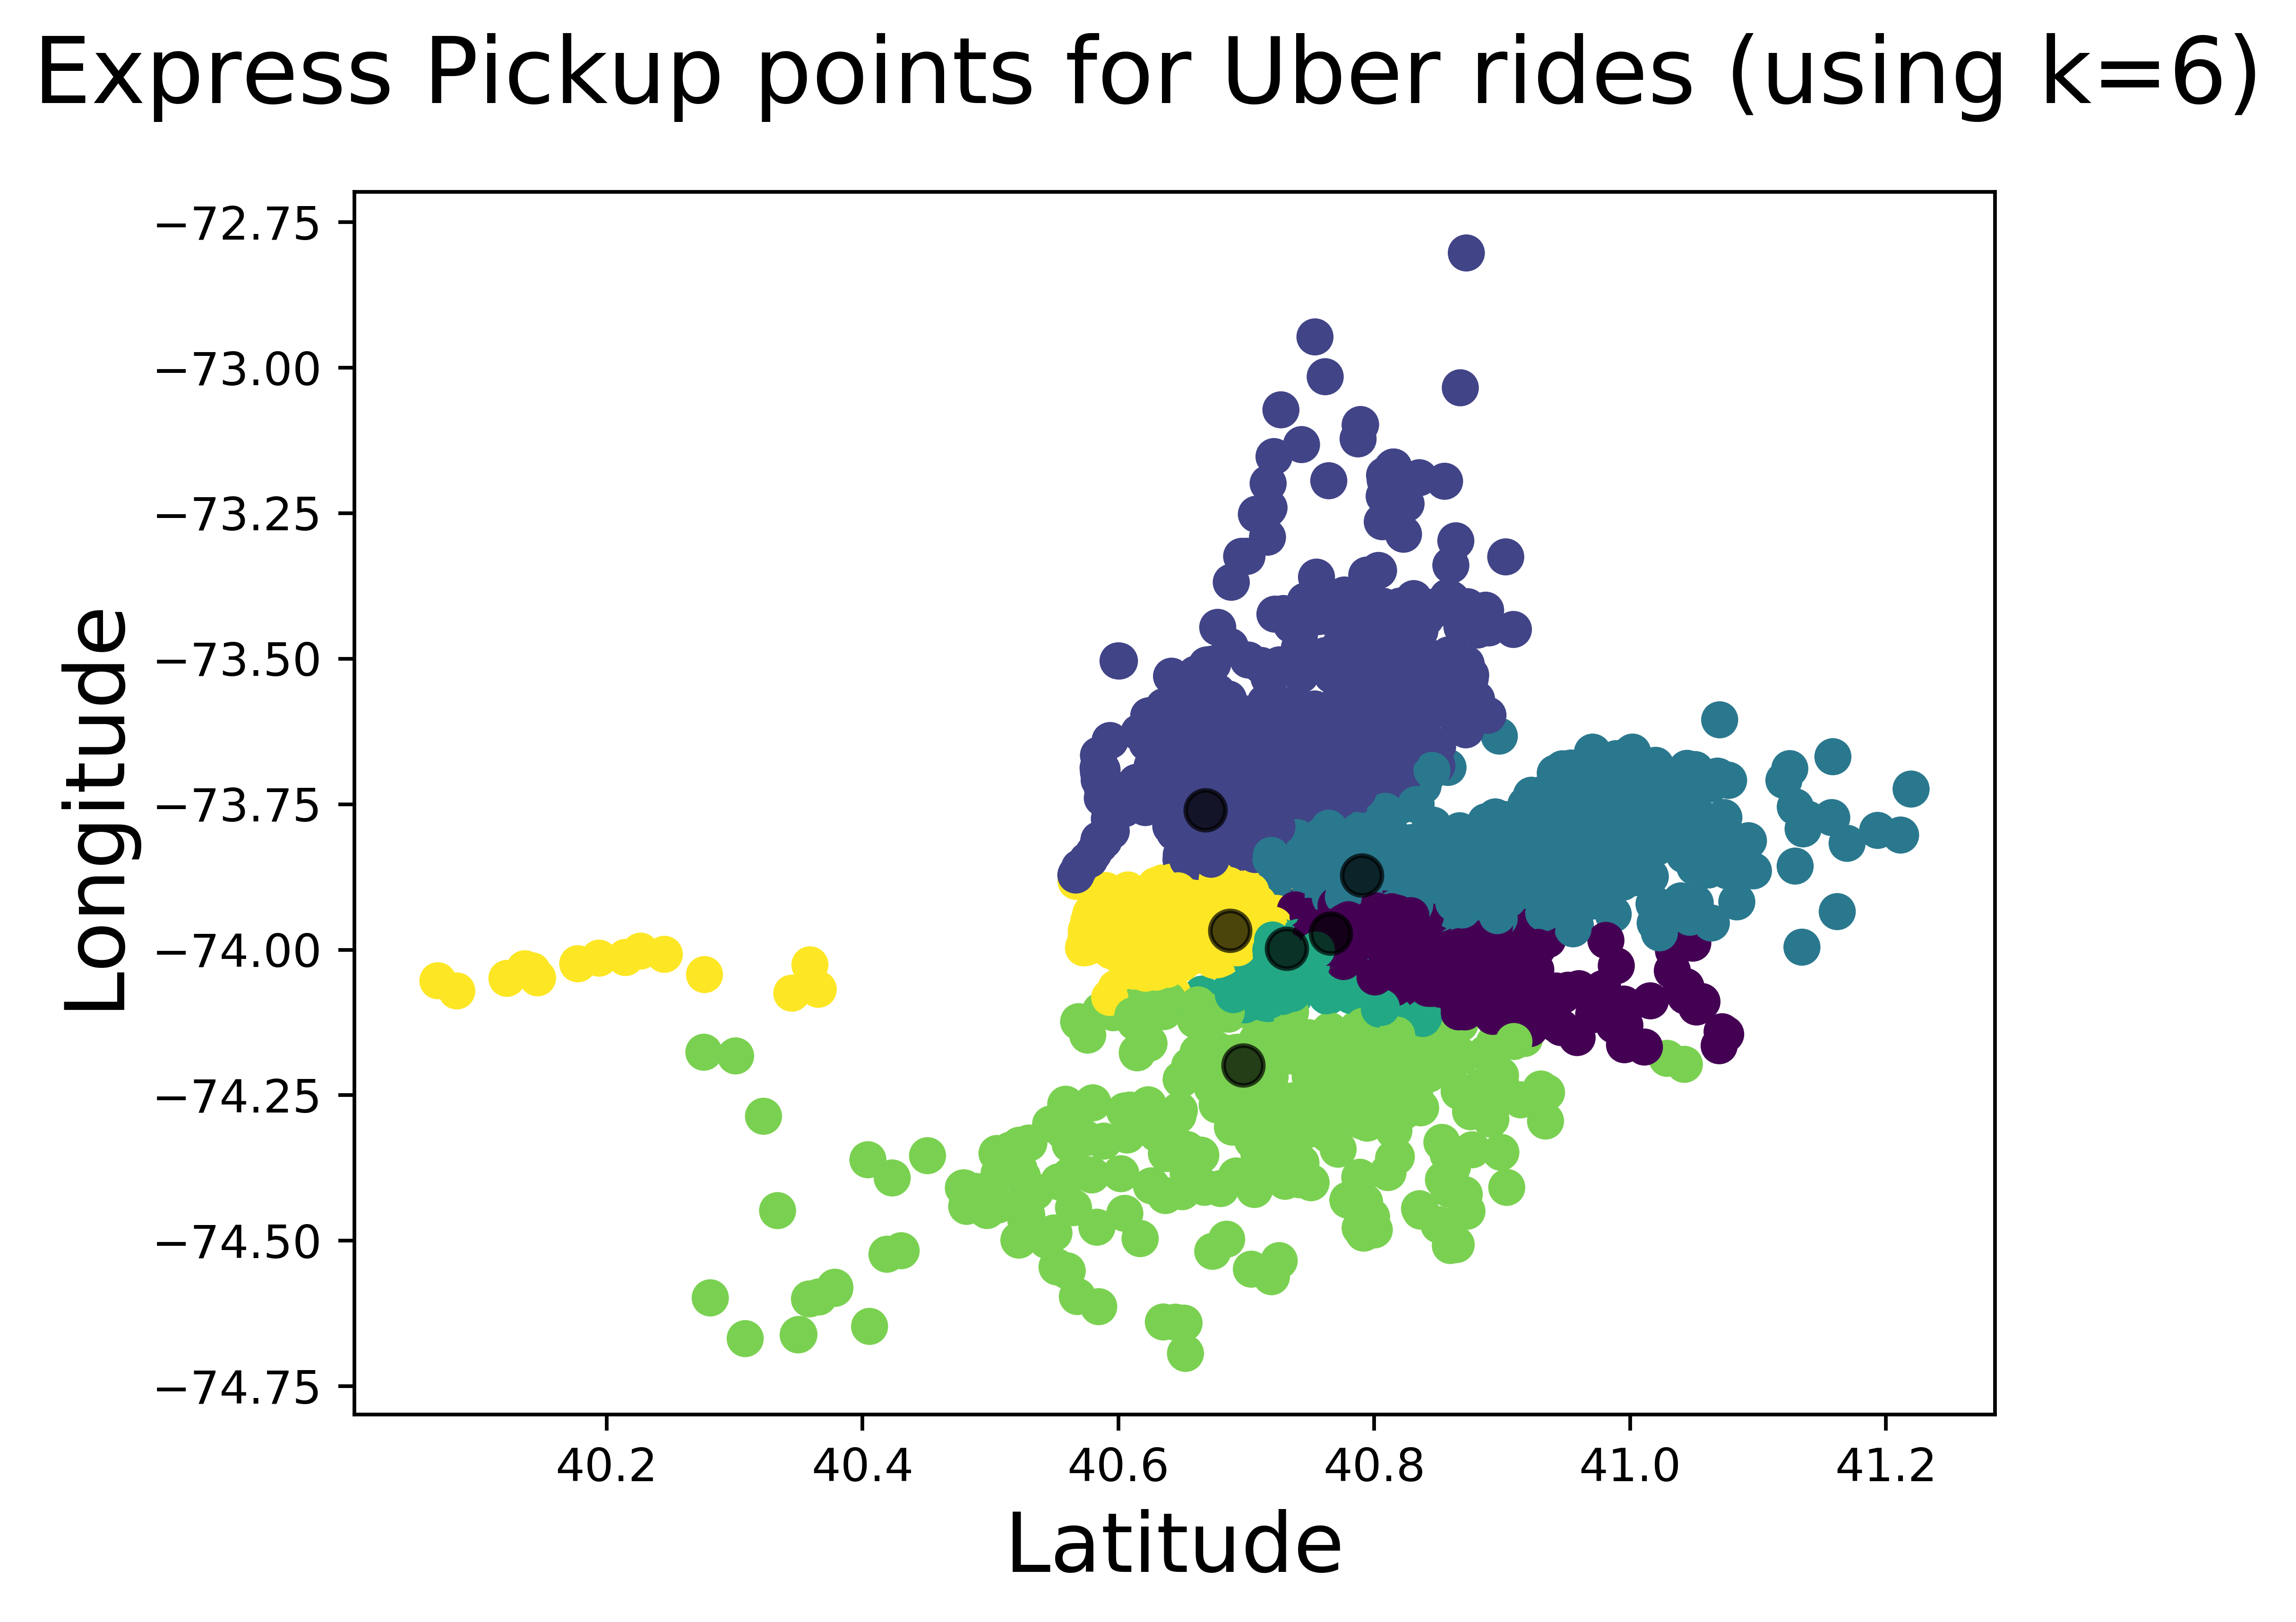 Express Pickup points for Uber rides (using k=6)
−72.75
−73.00
−73.25
−73.50
−73.75
−74.00
−74.25
−74.50
−74.75
Longitude
40.2 40.4 40.6 40.8 41.0 41.2
Latitude